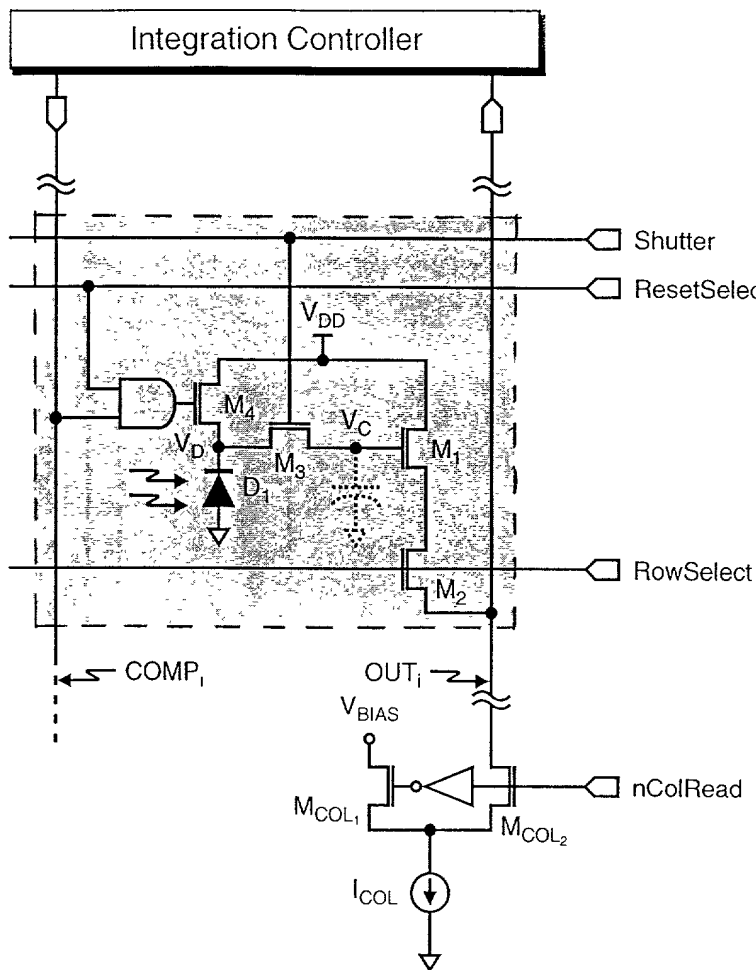 Integration Controller
Shutter
ResetSelec
V_DD
M_4
V_C
M_1
V_D
M_3
D_1
RowSelect
M_2
COMP_I
OUT_i
V_BIAS
nColRead
M_COL1
M_COL2
I_COL